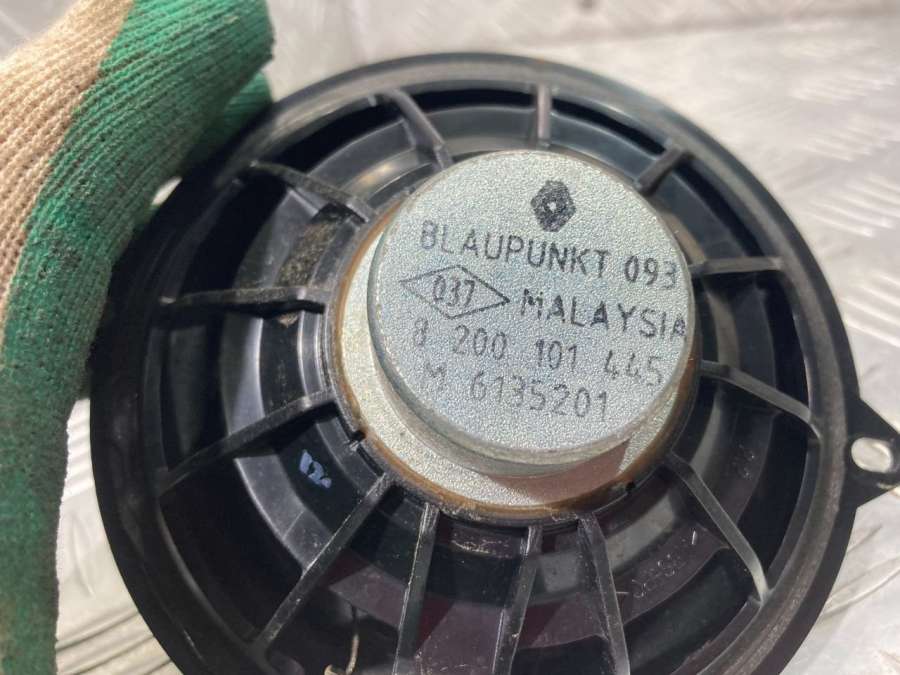 BLAUPUNKT 093
037 MALAYSIA
8 200 101 445
M 6135201